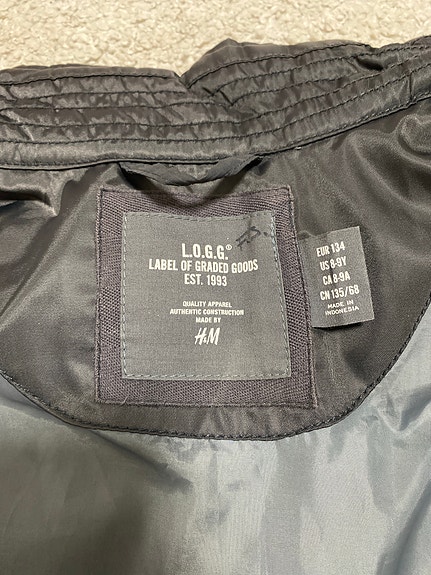 L.O.G.G.®
LABEL OF GRADED GOODS
EST. 1993
QUALITY APPAREL
AUTHENTIC CONSTRUCTION
MADE BY
H&M
EUR 134
US 8-9Y
CA 8-9A
CN 135/68
MADE IN
INDONESIA